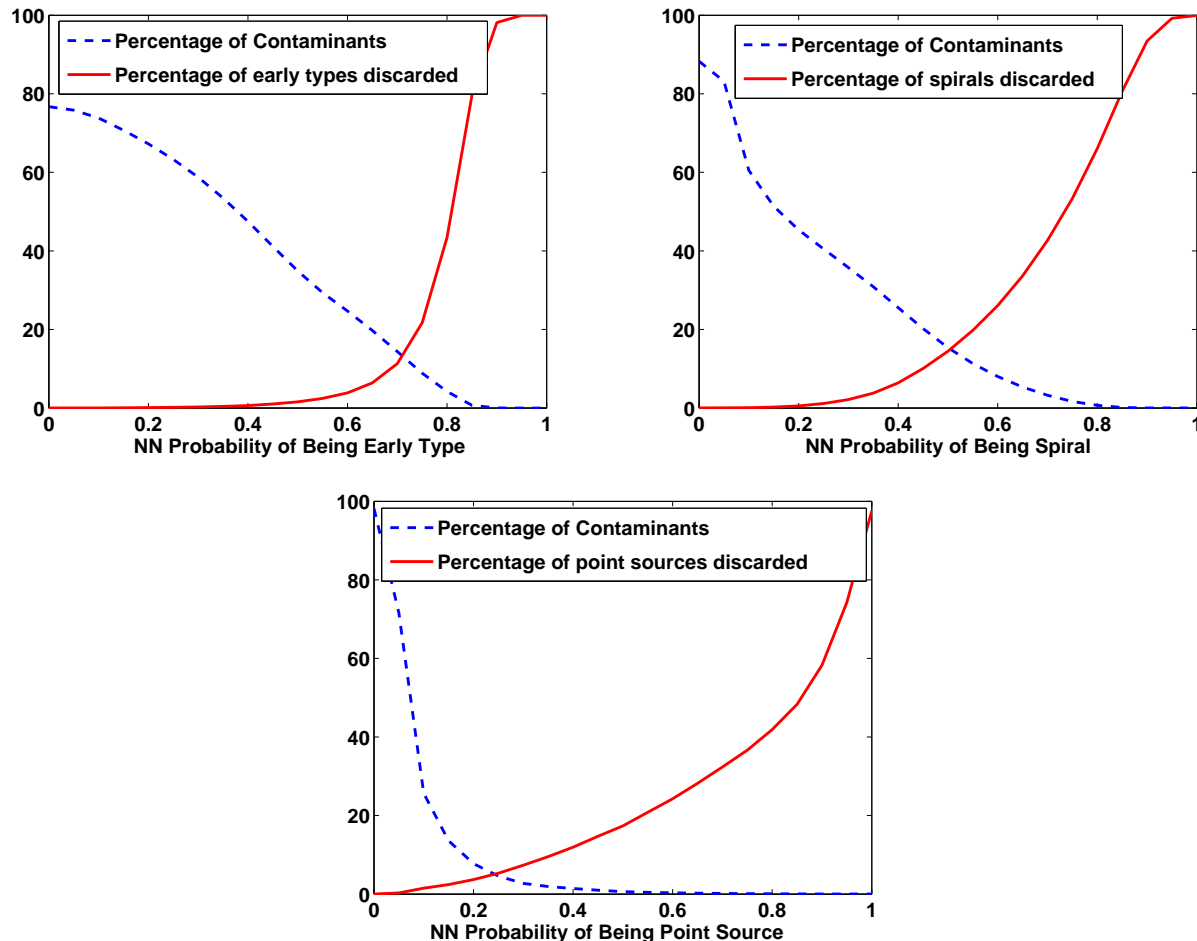 100
80
60
40
20
0
Percentage of Contaminants
Percentage of early types discarded
0.2 0.4 0.6 0.8 1
NN Probability of Being Early Type
100
80
60
40
20
0
Percentage of Contaminants
Percentage of spirals discarded
0.2 0.4 0.6 0.8 1
NN Probability of Being Spiral
100
80
60
40
20
0
Percentage of Contaminants
Percentage of point sources discarded
0 0.2 0.4 0.6 0.8 1
NN Probability of Being Point Source